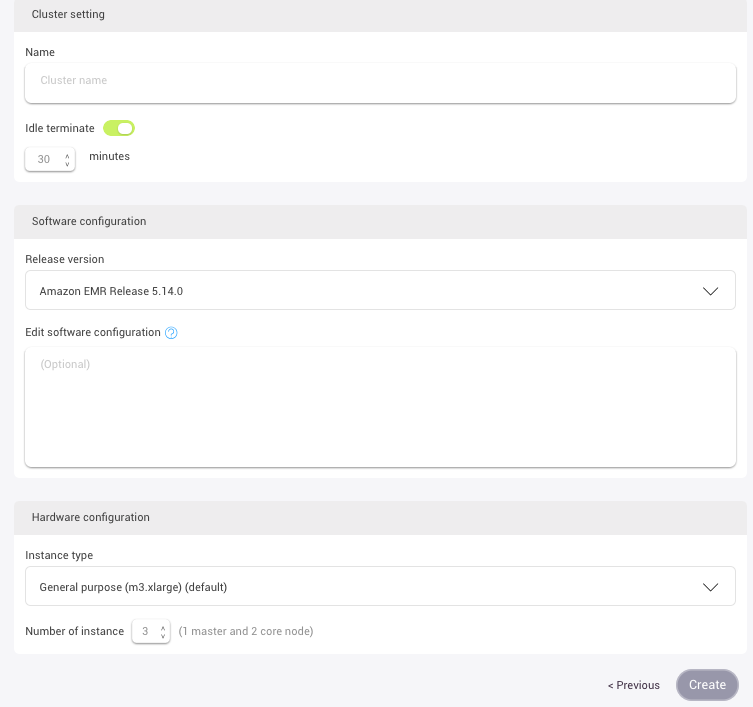 Cluster setting
Name
Cluster name
Idle terminate
30 minutes
Software configuration
Release version
Amazon EMR Release 5.14.0
Edit software configuration ?
(Optional)
Hardware configuration
Instance type
General purpose (m3.xlarge) (default)
Number of instance 3 (1 master and 2 core node)
< Previous Create